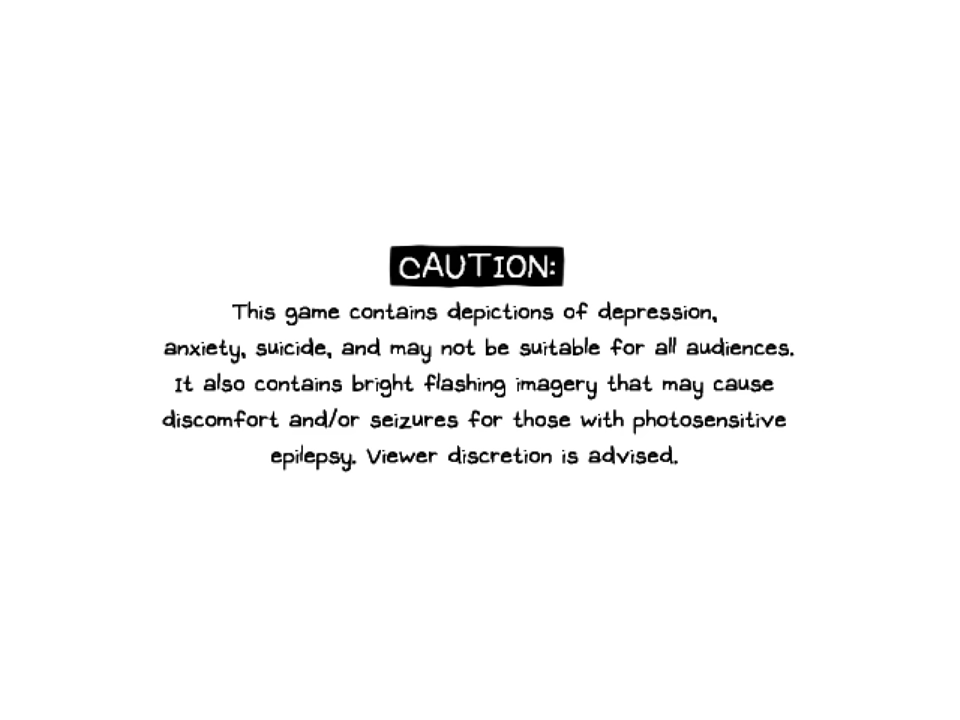 CAUTION:
This game contains depictions of depression,
anxiety, suicide, and may not be suitable for all audiences.
It also contains bright flashing imagery that may cause
discomfort and/or seizures for those with photosensitive
epilepsy. Viewer discretion is advised.